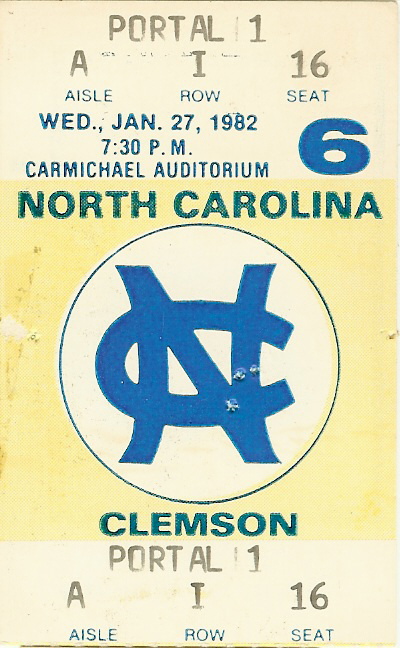 PORTAL 1
A I 16
AISLE ROW SEAT
WED., JAN. 27, 1982
7:30 P.M.
CARMICHAEL AUDITORIUM
6
NORTH CAROLINA
NC
CLEMSON
PORTAL 1
A I 16
AISLE ROW SEAT